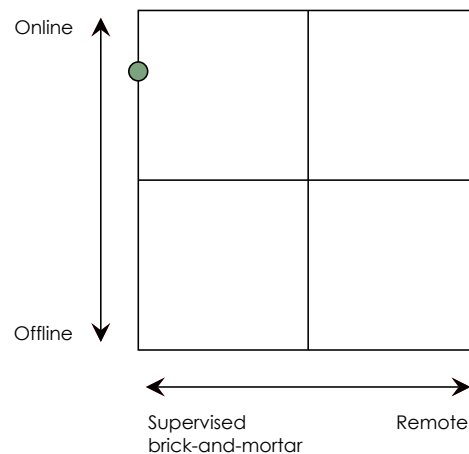 Online
Offline
Supervised
brick-and-mortar
Remote